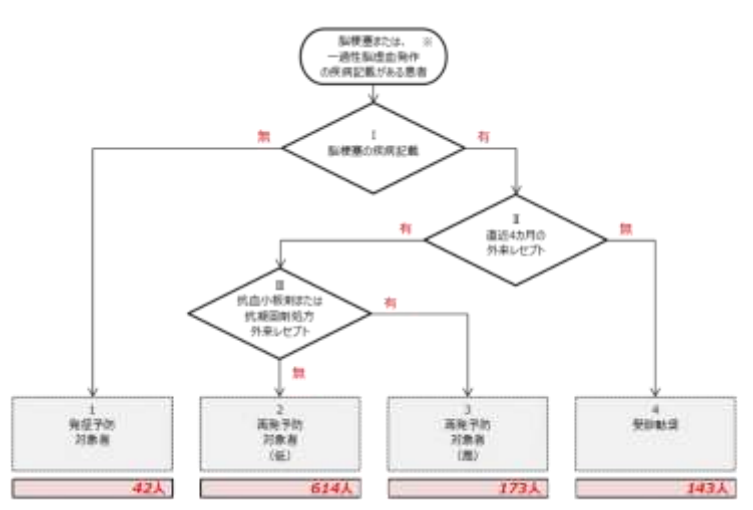 脳梗塞または、 ※
一過性脳虚血発作
の疾病記載がある患者
無
Ⅰ
脳梗塞の疾病記載
有
有
Ⅱ
直近4カ月の
外来レセプト
無
Ⅲ
抗血小板剤または
抗凝固剤処方
外来レセプト
有
無
1
発症予防
対象者
2
再発予防
対象者
(低)
3
再発予防
対象者
(高)
4
受診勧奨
42人
614人
173人
143人